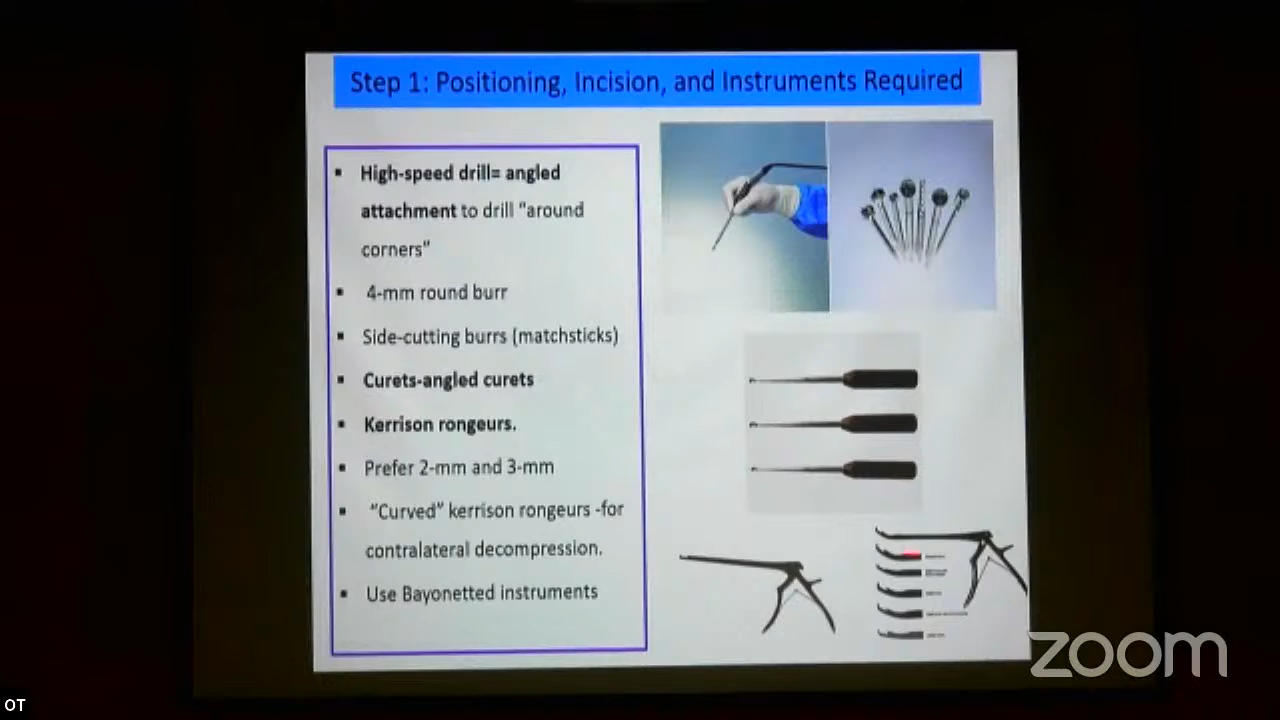 Step 1: Positioning, Incision, and Instruments Required
▪ High-speed drill= angled
attachment to drill “around
corners”
▪ 4-mm round burr
▪ Side-cutting burrs (matchsticks)
▪ Curets-angled curets
▪ Kerrison rongeurs.
▪ Prefer 2-mm and 3-mm
▪ “Curved” kerrison rongeurs -for
contralateral decompression.
▪ Use Bayonetted instruments
zoom
OT